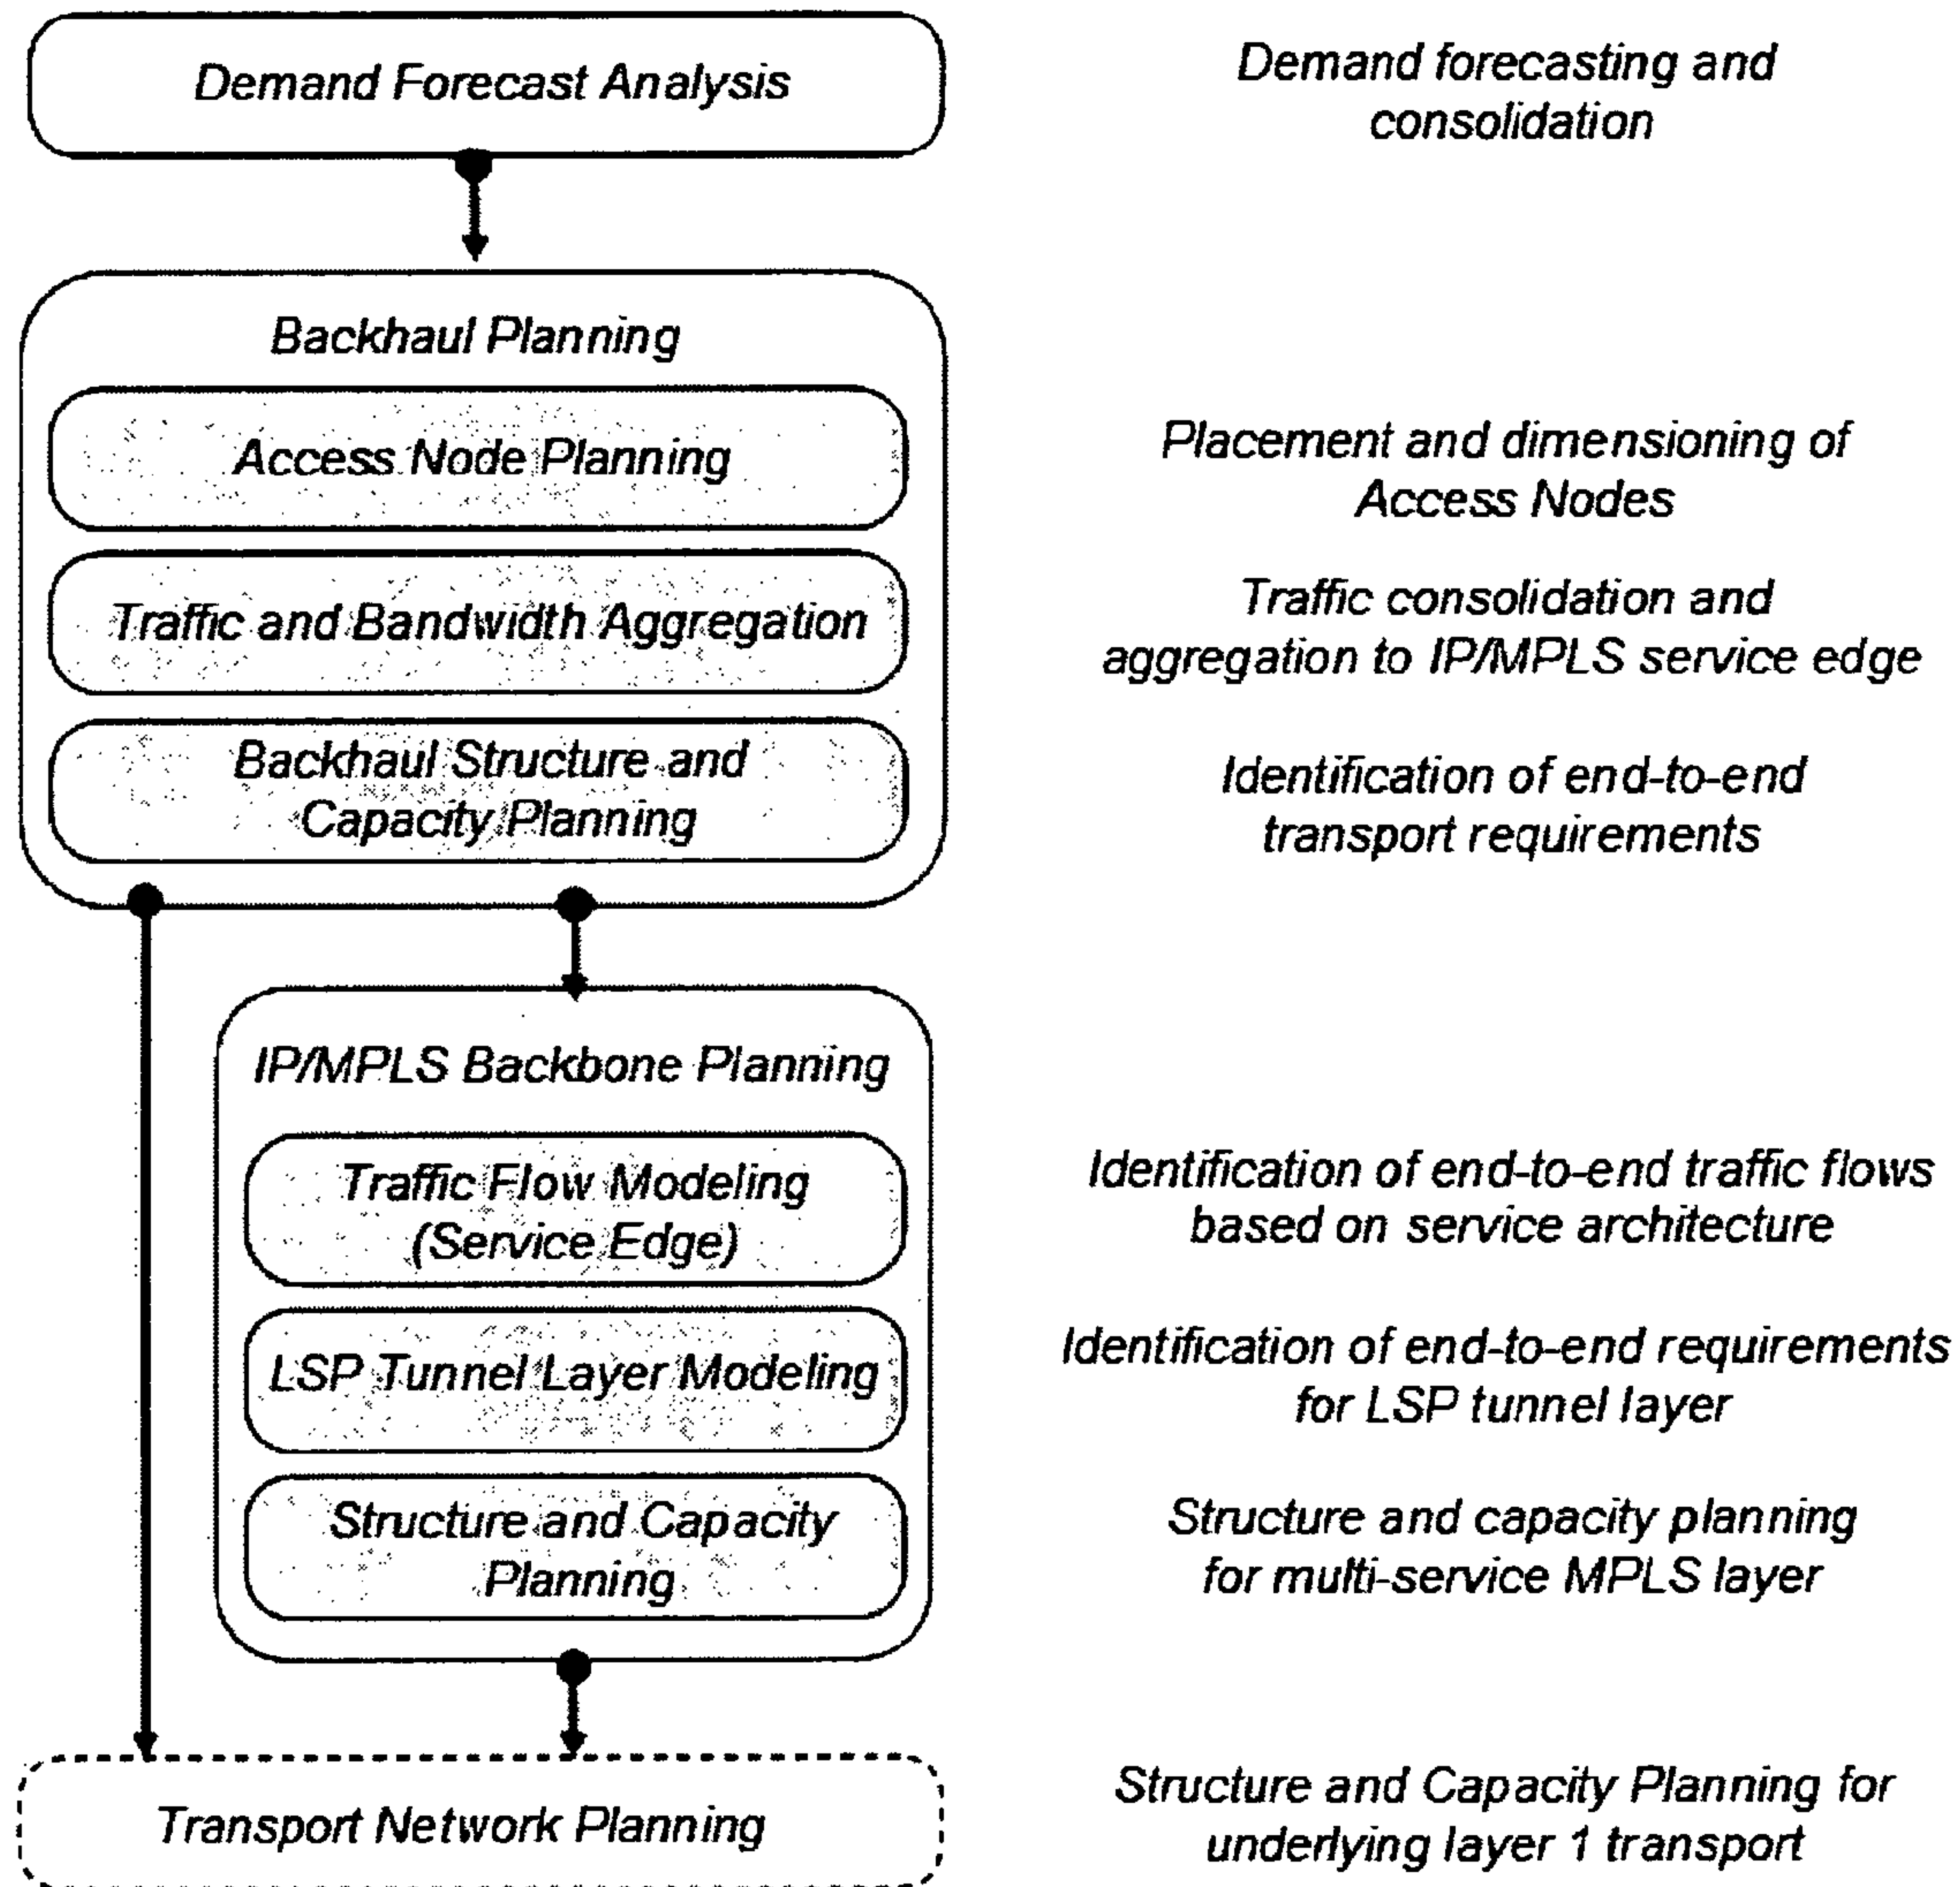 Demand Forecast Analysis
Demand forecasting and
consolidation
Backhaul Planning
Access Node Planning
Placement and dimensioning of
Access Nodes
Traffic and Bandwidth Aggregation
Traffic consolidation and
aggregation to IP/MPLS service edge
Backhaul Structure and
Capacity Planning
Identification of end-to-end
transport requirements
IP/MPLS Backbone Planning
Traffic Flow Modeling
(Service Edge)
Identification of end-to-end traffic flows
based on service architecture
LSP Tunnel Layer Modeling
Identification of end-to-end requirements
for LSP tunnel layer
Structure and Capacity
Planning
Structure and capacity planning
for multi-service MPLS layer
Transport Network Planning
Structure and Capacity Planning for
underlying layer 1 transport